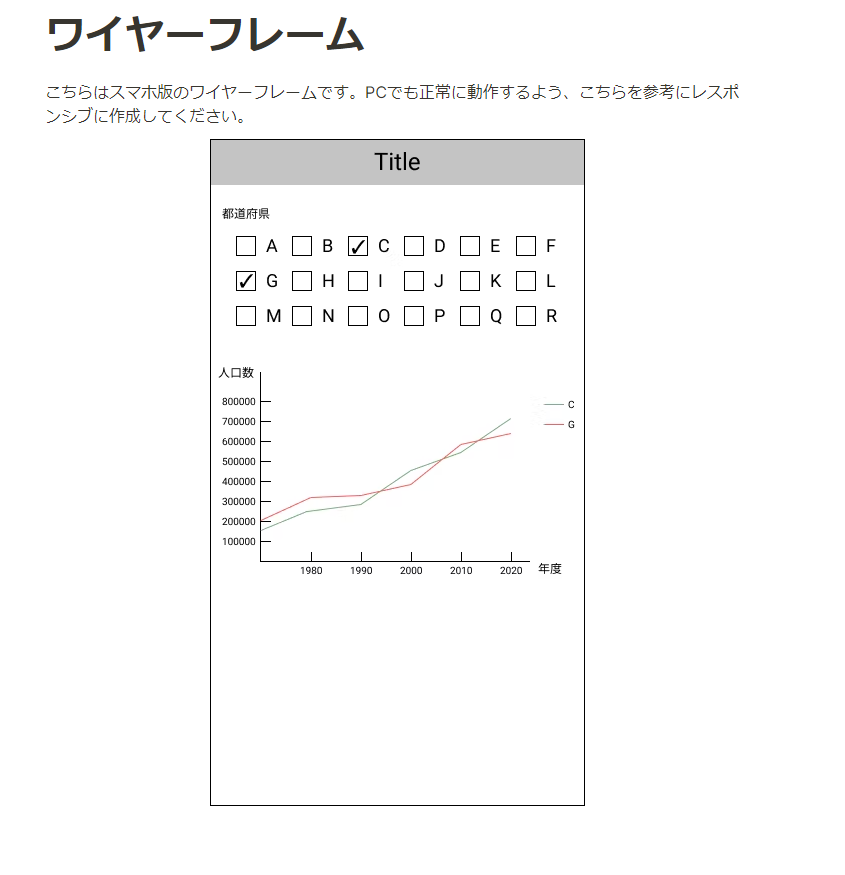 ワイヤーフレーム
こちらはスマホ版のワイヤーフレームです。PCでも正常に動作するよう、こちらを参考にレスポ
ンシブに作成してください。
Title
都道府県
A B C D E F
G H I J K L
M N O P Q R
人口数
800000
700000
600000
500000
400000
300000
200000
100000
1980 1990 2000 2010 2020 年度
C
G